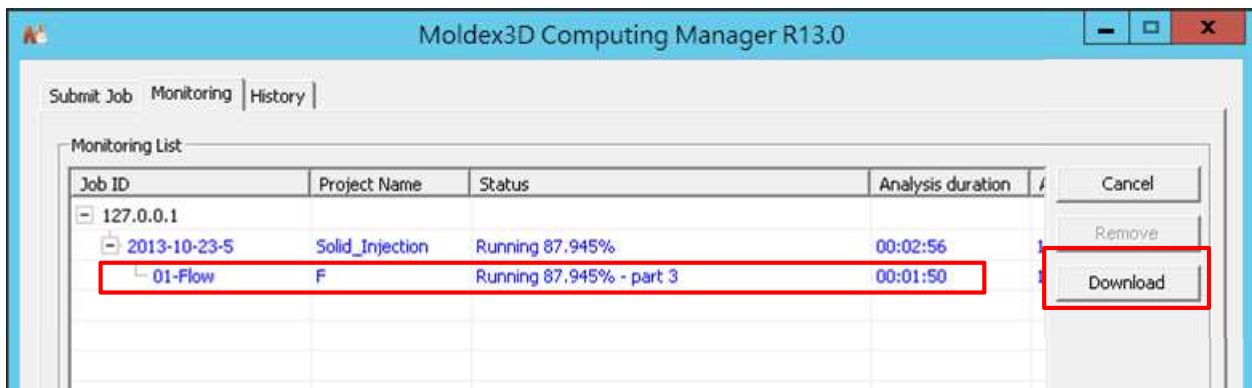 Moldex3D Computing Manager R13.0
Submit Job Monitoring History
Monitoring List
Job ID Project Name Status Analysis duration
Cancel
127.0.0.1
Remove
2013-10-23-5 Solid_Injection Running 87.945% 00:02:56
01-Flow F Running 87.945% - part 3 00:01:50
Download